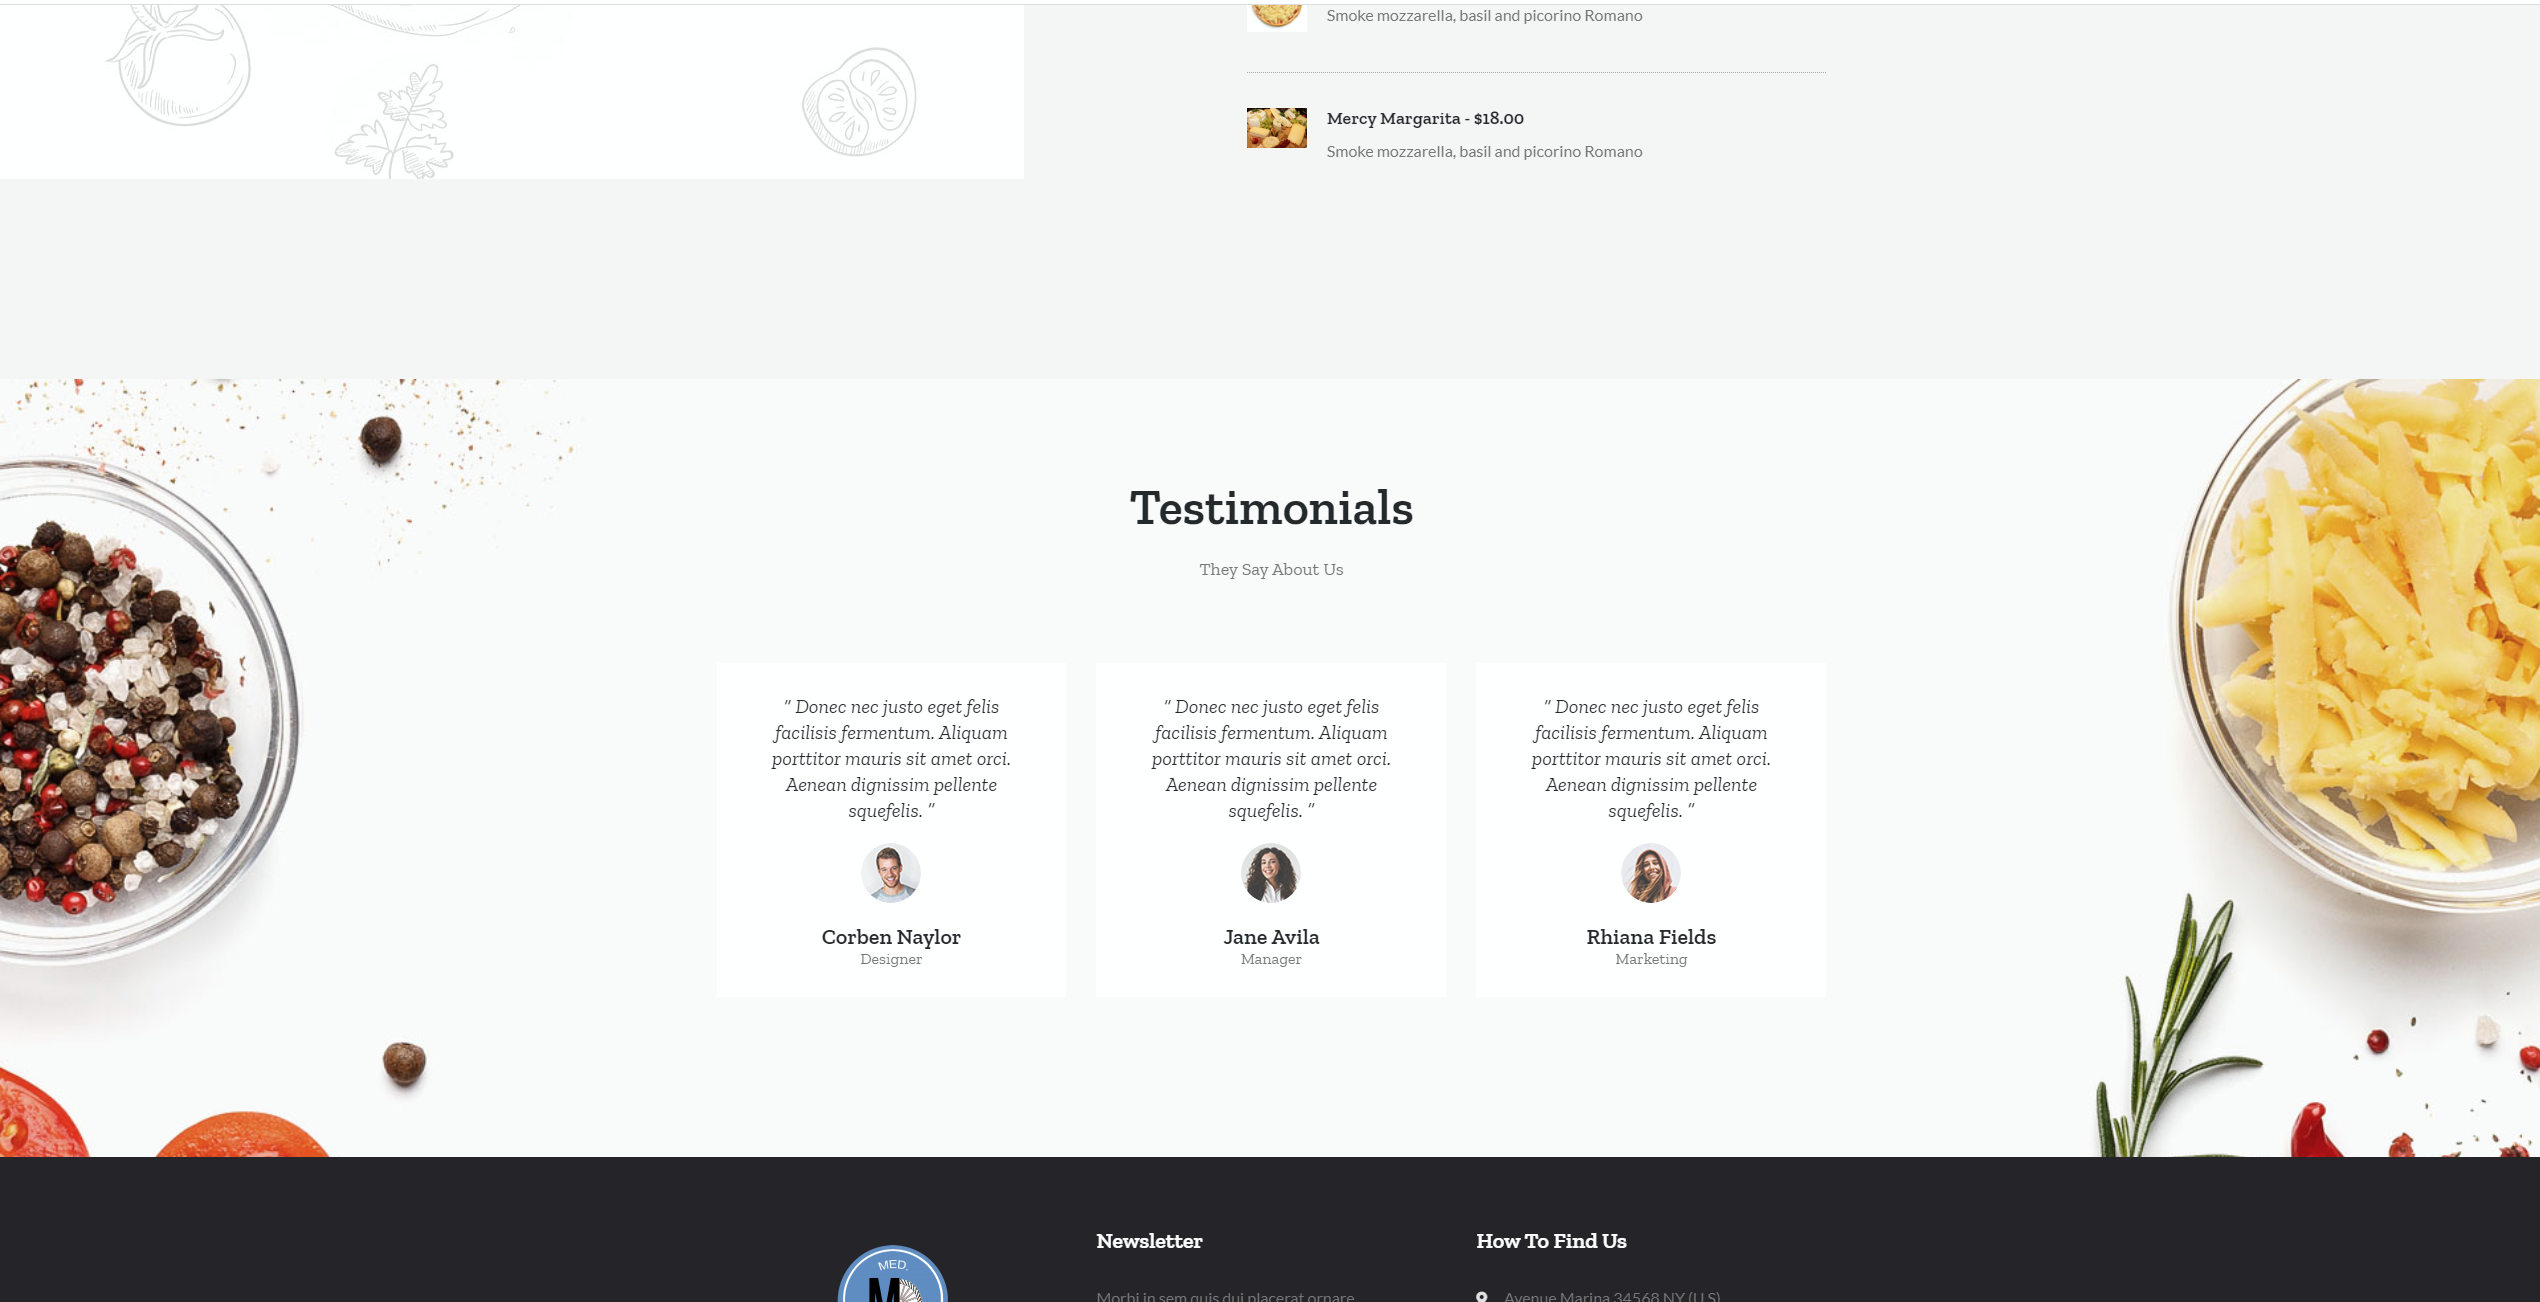 Smoke mozzarella, basil and picorino Romano
Mercy Margarita - $18.00
Smoke mozzarella, basil and picorino Romano
Testimonials
They Say About Us
" Donec nec justo eget felis
facilisis fermentum. Aliquam
porttitor mauris sit amet orci.
Aenean dignissim pellente
squefelis. "
Corben Naylor
Designer
" Donec nec justo eget felis
facilisis fermentum. Aliquam
porttitor mauris sit amet orci.
Aenean dignissim pellente
squefelis. "
Jane Avila
Manager
" Donec nec justo eget felis
facilisis fermentum. Aliquam
porttitor mauris sit amet orci.
Aenean dignissim pellente
squefelis. "
Rhiana Fields
Marketing
MED.
M
Newsletter
Morbi in sem quis dui placerat ornare
How To Find Us
Avenue Marina 34568 NY (U.S)